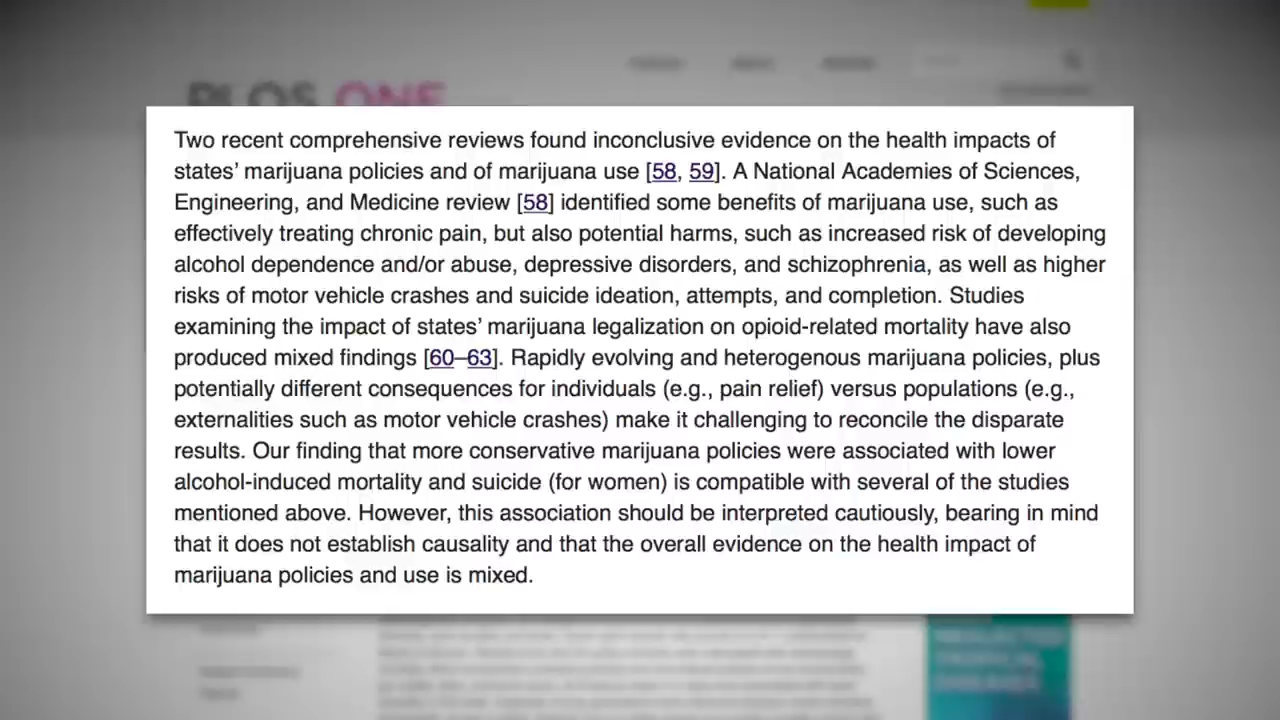 PLOS ONE
Two recent comprehensive reviews found inconclusive evidence on the health impacts of
states’ marijuana policies and of marijuana use [58, 59]. A National Academies of Sciences,
Engineering, and Medicine review [58] identified some benefits of marijuana use, such as
effectively treating chronic pain, but also potential harms, such as increased risk of developing
alcohol dependence and/or abuse, depressive disorders, and schizophrenia, as well as higher
risks of motor vehicle crashes and suicide ideation, attempts, and completion. Studies
examining the impact of states’ marijuana legalization on opioid-related mortality have also
produced mixed findings [60–63]. Rapidly evolving and heterogenous marijuana policies, plus
potentially different consequences for individuals (e.g., pain relief) versus populations (e.g.,
externalities such as motor vehicle crashes) make it challenging to reconcile the disparate
results. Our finding that more conservative marijuana policies were associated with lower
alcohol-induced mortality and suicide (for women) is compatible with several of the studies
mentioned above. However, this association should be interpreted cautiously, bearing in mind
that it does not establish causality and that the overall evidence on the health impact of
marijuana policies and use is mixed.
NEGLECTED
TROPICAL
DISEASES